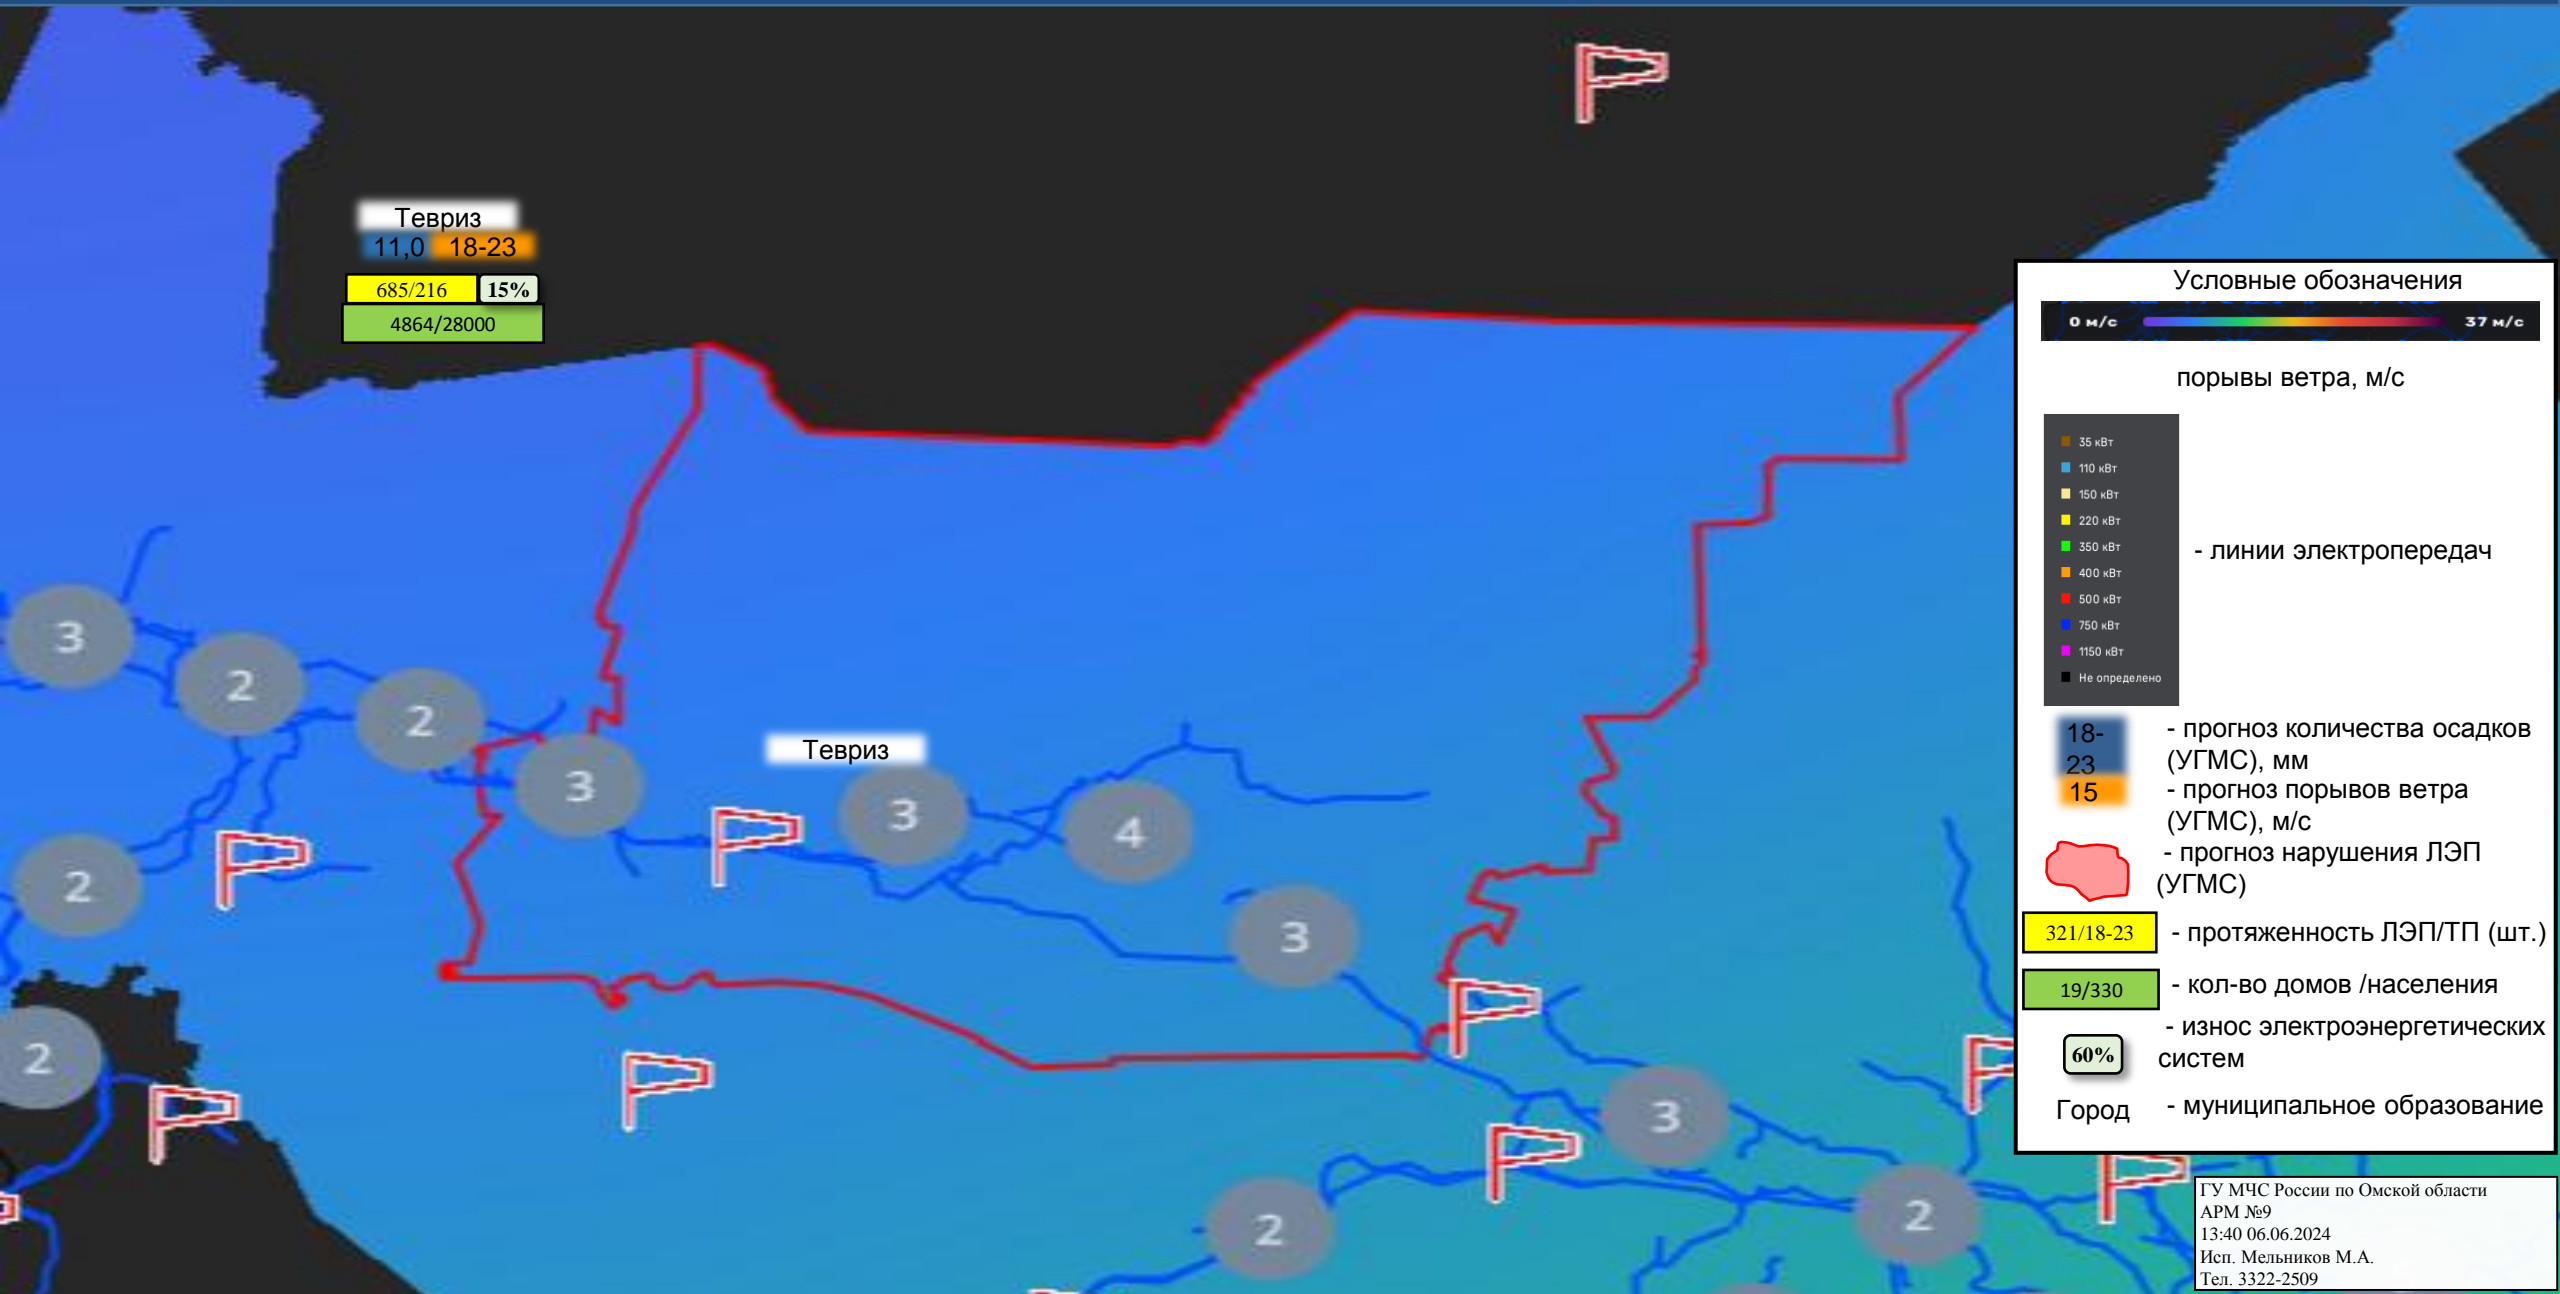 Тевриз
11,0 18-23
685/216 15%
4864/28000
Условные обозначения
0 м/с 37 м/с
порывы ветра, м/с
35 кВт
110 кВт
150 кВт
220 кВт
350 кВт
400 кВт
500 кВт
750 кВт
1150 кВт
Не определено
- линии электропередач
18-
23
- прогноз количества осадков
(УГМС), мм
15
- прогноз порывов ветра
(УГМС), м/с
- прогноз нарушения ЛЭП
(УГМС)
321/18-23 - протяженность ЛЭП/ТП (шт.)
19/330 - кол-во домов /населения
60%
- износ электроэнергетических
систем
Город - муниципальное образование
3
2
2
3
Тевриз
3
4
2
3
2
3
2
2
ГУ МЧС России по Омской области
АРМ №9
13:40 06.06.2024
Исп. Мельников М.А.
Тел. 3322-2509